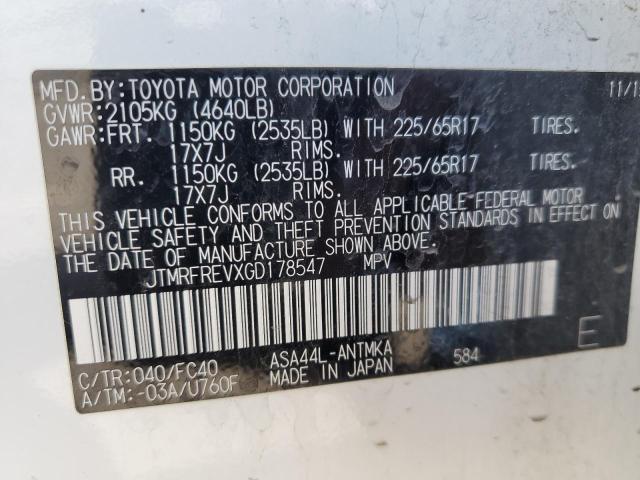 MFD. BY: TOYOTA MOTOR CORPORATION 11/15
GVWR: 2105KG (4640LB)
GAWR: FRT. 1150KG (2535LB) WITH 225/65R17 TIRES.
17X7J RIMS.
RR. 1150KG (2535LB) WITH 225/65R17 TIRES.
17X7J RIMS.
THIS VEHICLE CONFORMS TO ALL APPLICABLE FEDERAL MOTOR
VEHICLE SAFETY AND THEFT PREVENTION STANDARDS IN EFFECT ON
THE DATE OF MANUFACTURE SHOWN ABOVE.
JTMRFREVXGD178547 MPV
E
C/TR: 040/FC40 ASA44L-ANTMKA 584
A/TM: -03A/U760F MADE IN JAPAN